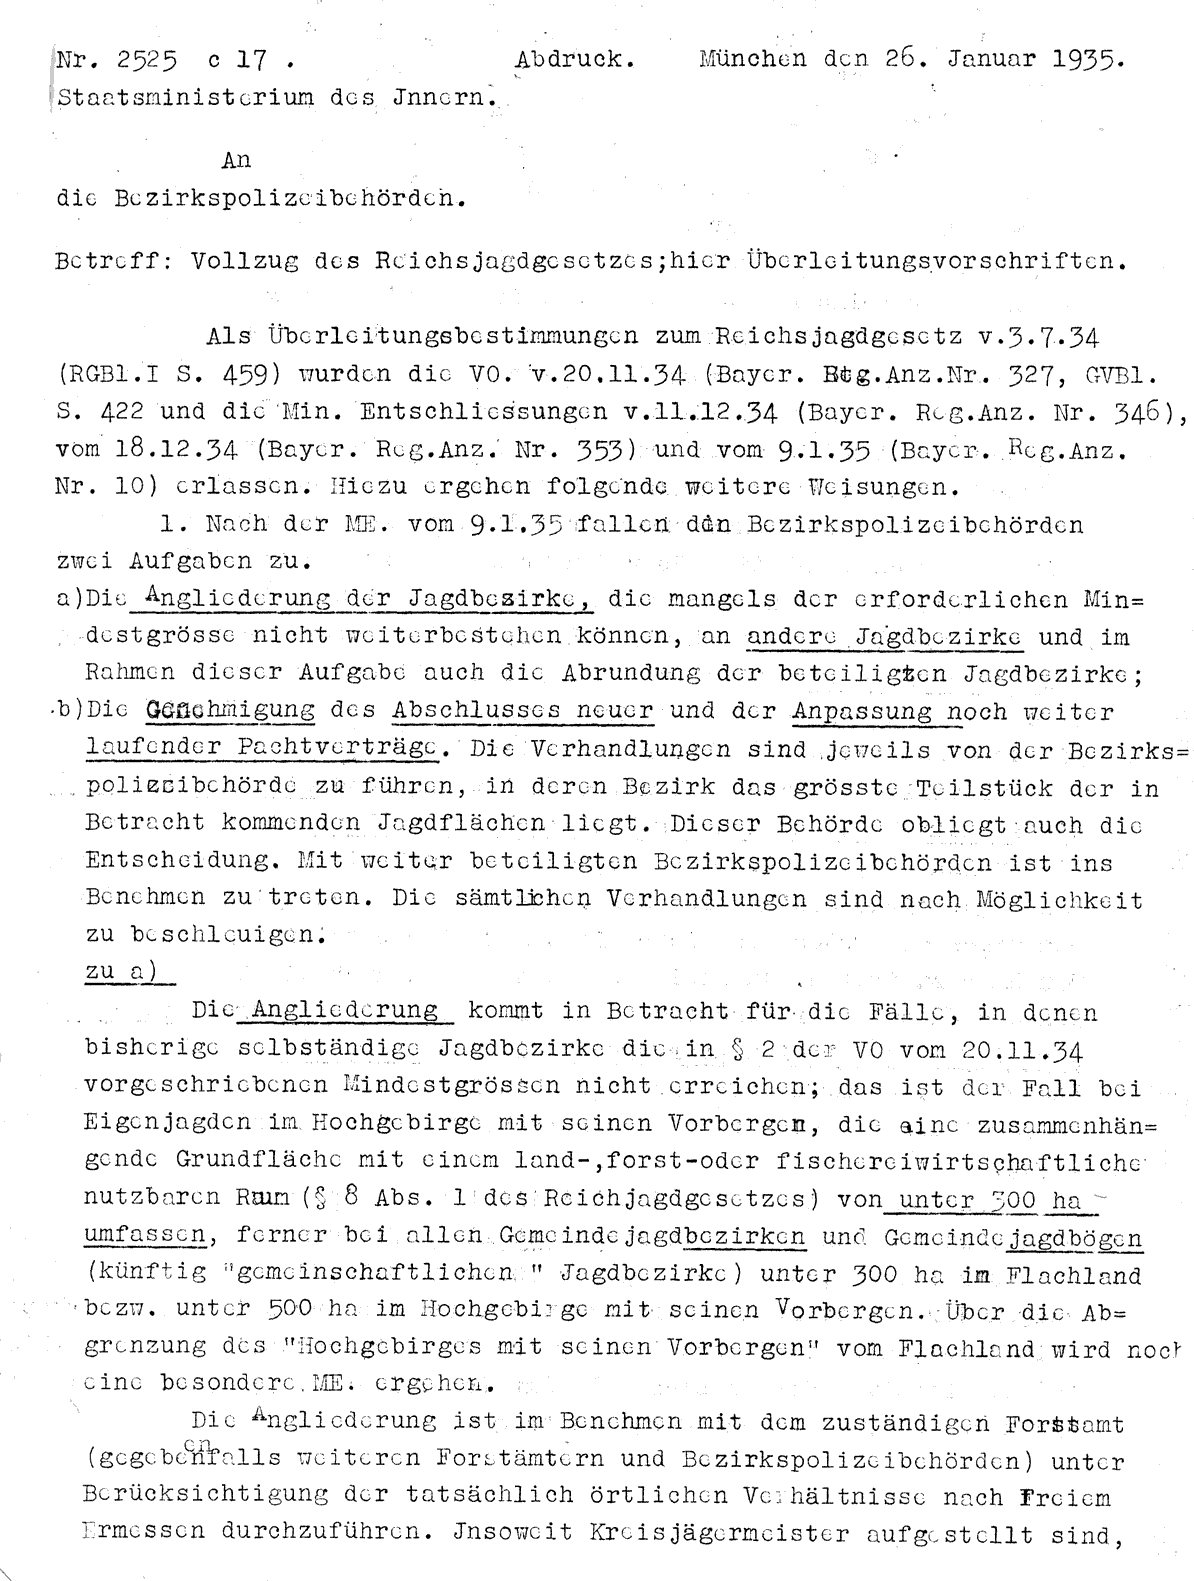 Nr. 2525 c 17 . Abdruck. München den 26. Januar 1935.
Staatsministerium des Jnnern.
An
die Bezirkspolizeibehörden.
Betreff: Vollzug des Reichsjagdgesetzes;hier Überleitungsvorschriften.
Als Überleitungsbestimmungen zum Reichsjagdgesetz v.3.7.34
(RGBl.I S. 459) wurden die VO. v.20.11.34 (Bayer. Rtg.Anz.Nr. 327, GVBl.
S. 422 und die Min. Entschliessungen v.11.12.34 (Bayer. Reg.Anz. Nr. 346),
vom 18.12.34 (Bayer. Reg.Anz. Nr. 353) und vom 9.1.35 (Bayer. Reg.Anz.
Nr. 10) erlassen. Hiezu ergehen folgende weitere Weisungen.
1. Nach der ME. vom 9.1.35 fallen den Bezirkspolizeibehörden
zwei Aufgaben zu.
a)Die Angliederung der Jagdbezirke, die mangels der erforderlichen Min=
destgrösse nicht weiterbestehen können, an andere Jagdbezirke und im
Rahmen dieser Aufgabe auch die Abrundung der beteiligten Jagdbezirke;
b)Die Genehmigung des Abschlusses neuer und der Anpassung noch weiter
laufender Pachtverträge. Die Verhandlungen sind jeweils von der Bezirks=
polizeibehörde zu führen, in deren Bezirk das grösste Teilstück der in
Betracht kommenden Jagdflächen liegt. Dieser Behörde obliegt auch die
Entscheidung. Mit weiter beteiligten Bezirkspolizeibehörden ist ins
Benehmen zu treten. Die sämtlichen Verhandlungen sind nach Möglichkeit
zu beschleuigen.
zu a)
Die Angliederung kommt in Betracht für die Fälle, in denen
bisherige selbständige Jagdbezirke die in § 2 der VO vom 20.11.34
vorgeschriebenen Mindestgrössen nicht erreichen; das ist der Fall bei
Eigenjagden im Hochgebirge mit seinen Vorbergen, die eine zusammenhän=
gende Grundfläche mit einem land-,forst-oder fischereiwirtschaftliche
nutzbaren Raum (§ 8 Abs. 1 des Reichjagdgesetzes) von unter 300 ha
umfassen, ferner bei allen Gemeindejagdbezirken und Gemeindejagdbögen
(künftig "gemeinschaftlichen " Jagdbezirke) unter 300 ha im Flachland
bezw. unter 500 ha im Hochgebirge mit seinen Vorbergen. Über die Ab=
grenzung des "Hochgebirges mit seinen Vorbergen" vom Flachland wird noch
eine besondere ME. ergehen.
Die Angliederung ist im Benehmen mit dem zuständigen Forstamt
(gegebenenfalls weiteren Forstämtern und Bezirkspolizeibehörden) unter
Berücksichtigung der tatsächlich örtlichen Verhältnisse nach freiem
Ermessen durchzuführen. Jnsoweit Kreisjägermeister aufgestellt sind,